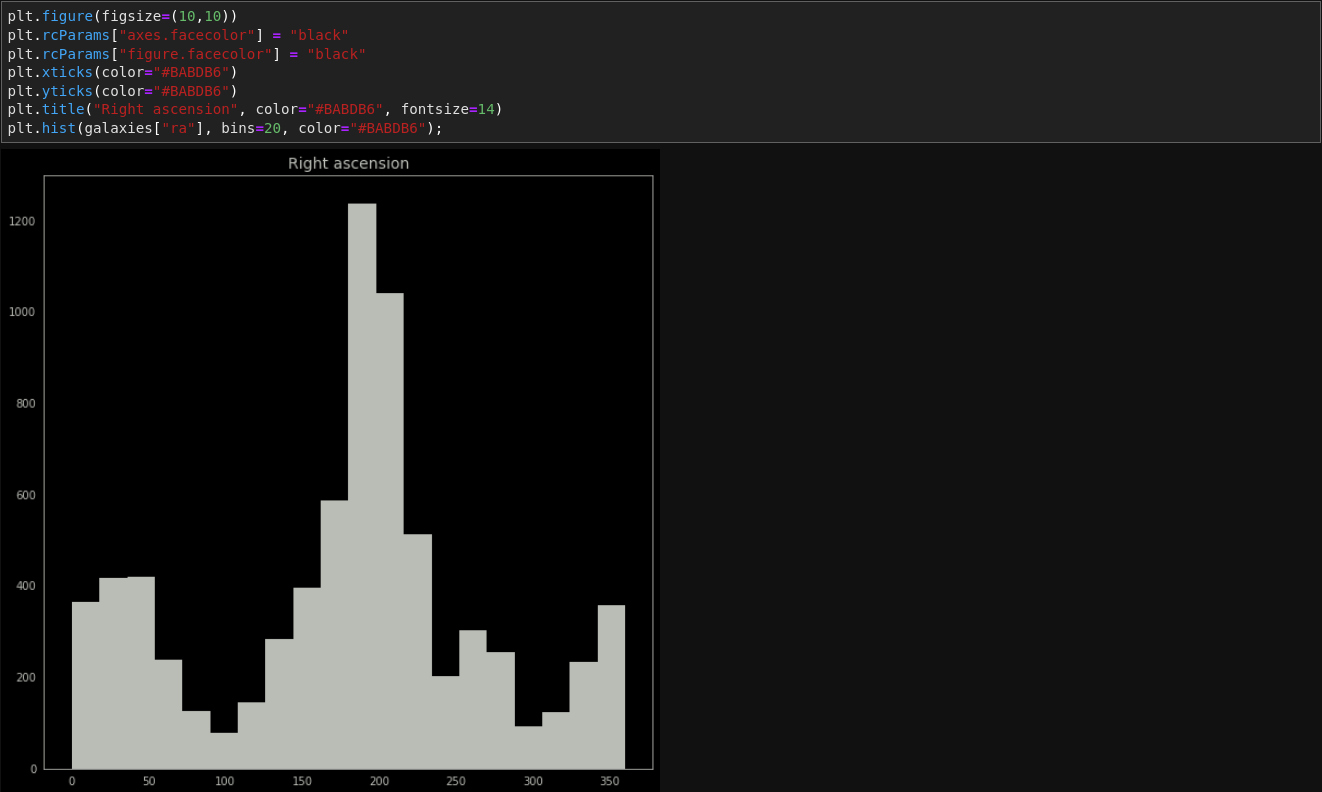 plt.figure(figsize=(10,10))
plt.rcParams["axes.facecolor"] = "black"
plt.rcParams["figure.facecolor"] = "black"
plt.xticks(color="#BABDB6")
plt.yticks(color="#BABDB6")
plt.title("Right ascension", color="#BABDB6", fontsize=14)
plt.hist(galaxies["ra"], bins=20, color="#BABDB6");
Right ascension
1200
1000
800
600
400
200
0
0 50 100 150 200 250 300 350